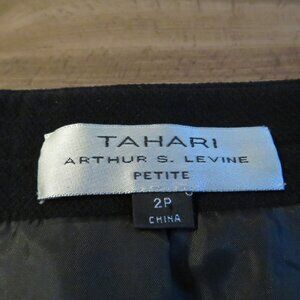 TAHARI
ARTHUR S. LEVINE
PETITE
2P
CHINA